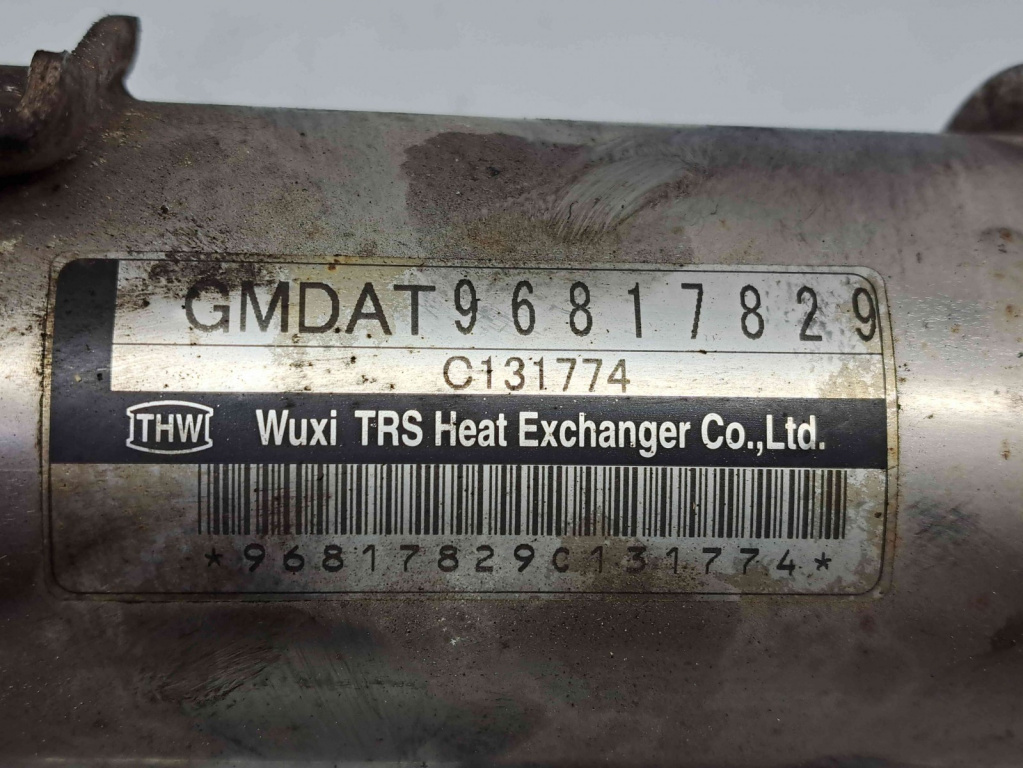 GMDAT96817829
C131774
THW Wuxi TRS Heat Exchanger Co.,Ltd.
*96817829C131774*